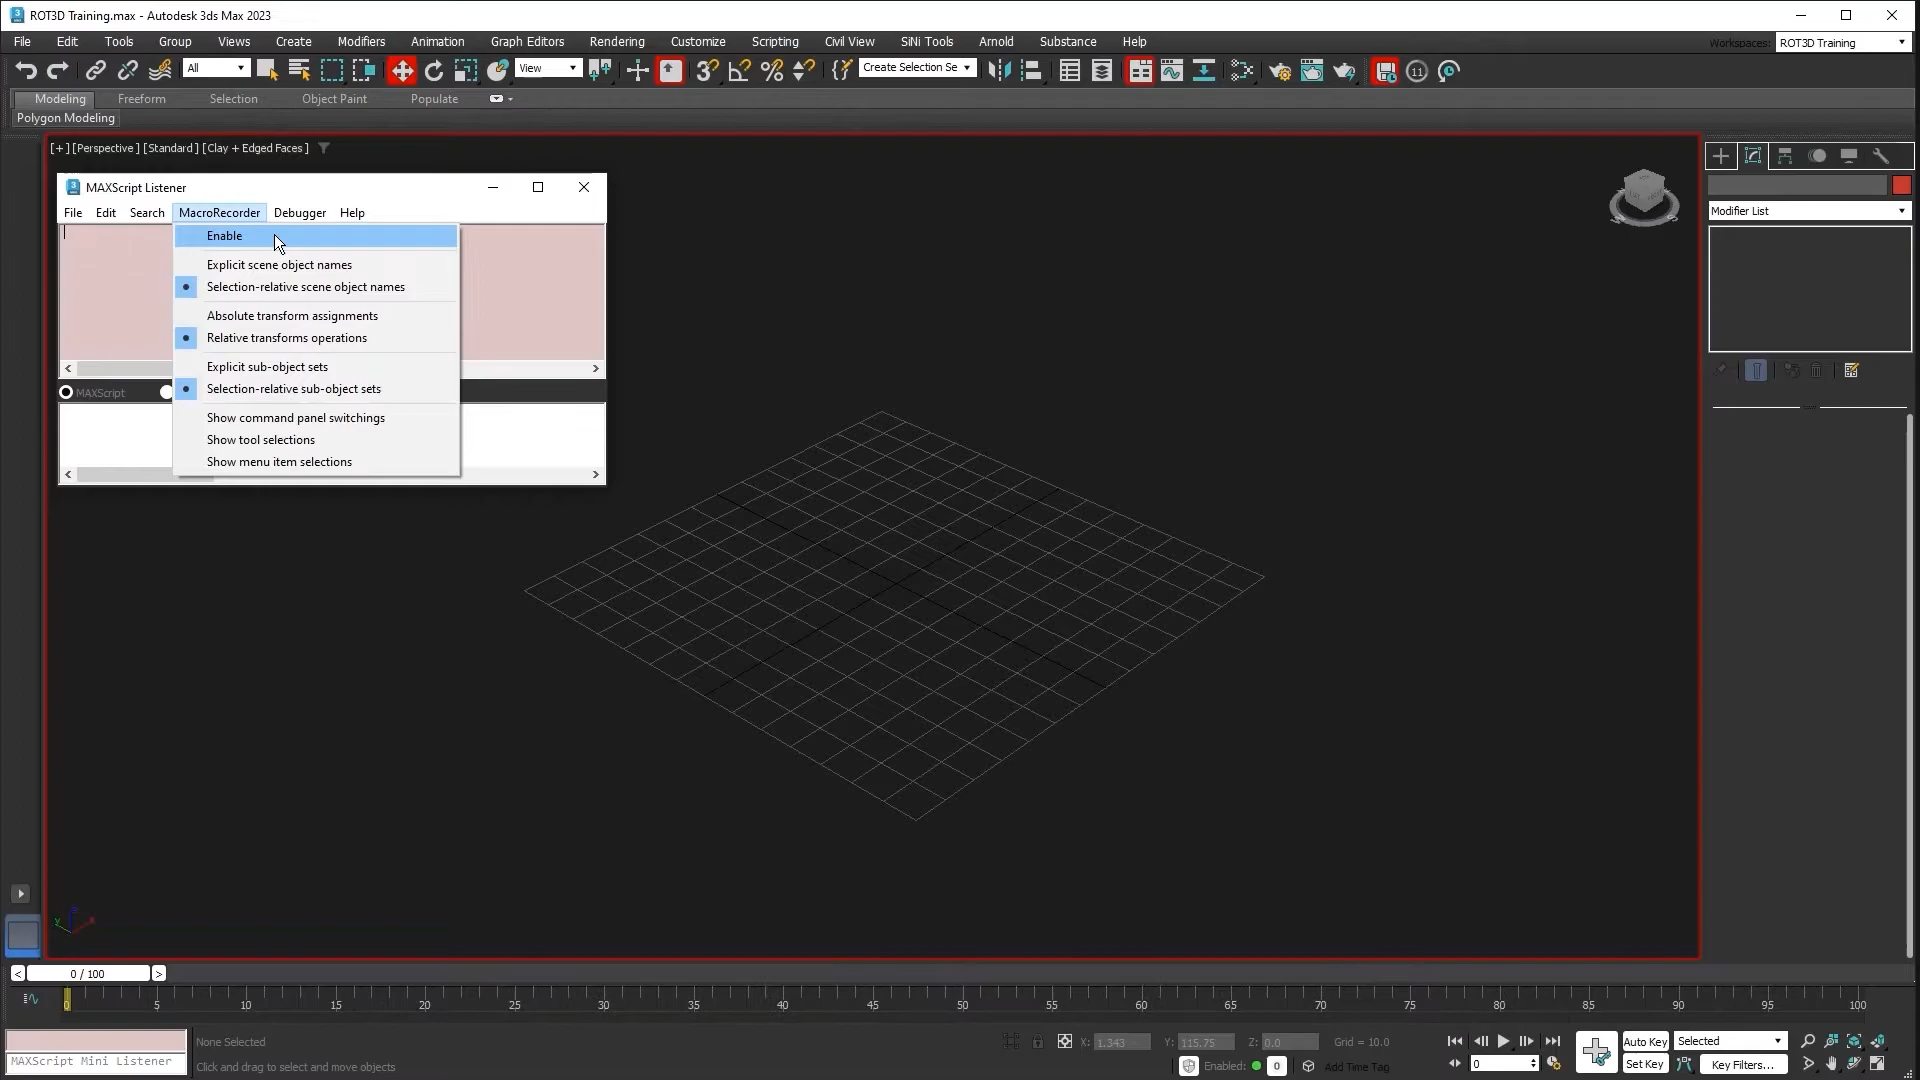 ROT3D Training.max - Autodesk 3ds Max 2023
File Edit Tools Group Views Create Modifiers Animation Graph Editors Rendering Customize Scripting Civil View SiNi Tools Arnold Substance Help
Workspaces: ROT3D Training
All
View
Create Selection Se
11
Modeling Freeform Selection Object Paint Populate
Polygon Modeling
[+] [Perspective] [Standard] [Clay + Edged Faces]
Modifier List
MAXScript Listener
File Edit Search MacroRecorder Debugger Help
Enable
Explicit scene object names
Selection-relative scene object names
Absolute transform assignments
Relative transforms operations
Explicit sub-object sets
Selection-relative sub-object sets
Show command panel switchings
Show tool selections
Show menu item selections
MAXScript
0 / 100
0 5 10 15 20 25 30 35 40 45 50 55 60 65 70 75 80 85 90 95 100
MAXScript Mini Listener
None Selected
Click and drag to select and move objects
X: 1.343 Y: 115.75 Z: 0.0 Grid = 10.0
Enabled: 0 Add Time Tag
0
Auto Key Selected
Set Key Key Filters...